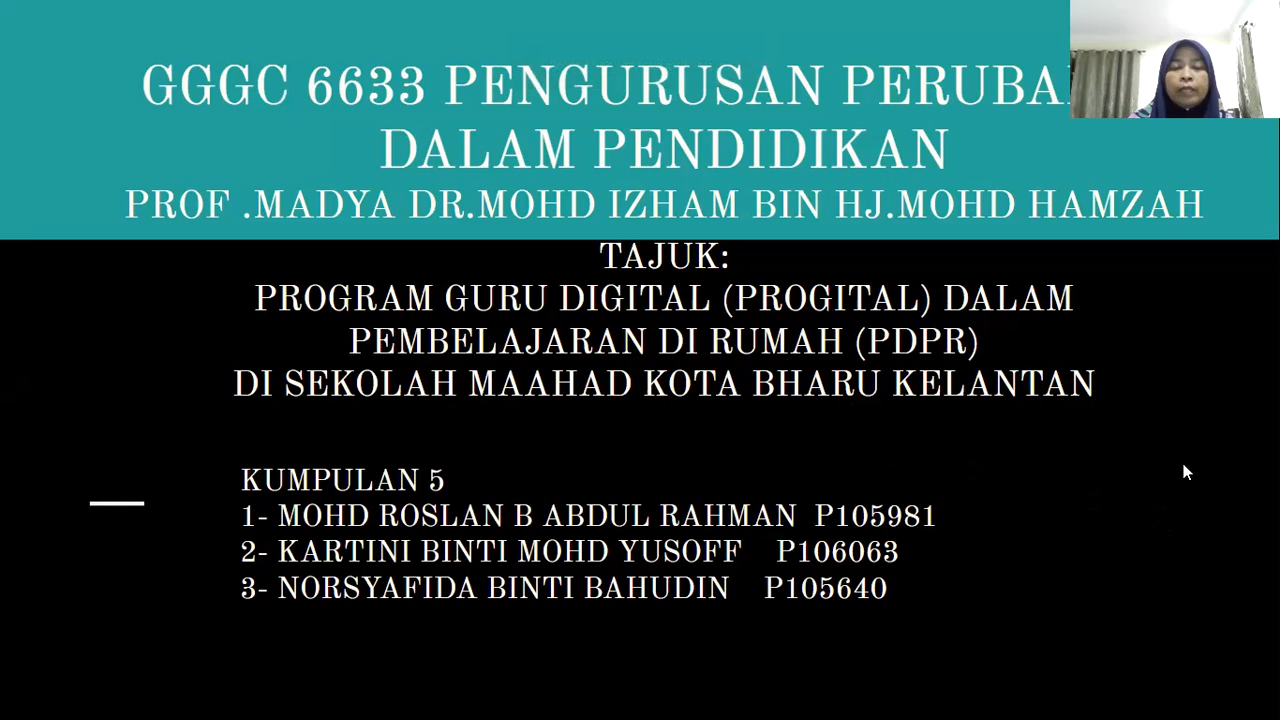 GGGC 6633 PENGURUSAN
DALAM PENDIDIKAN
PROF .MADYA DR.MOHD IZHAM BIN HJ.MOHD HAMZAH
TAJUK:
PROGRAM GURU DIGITAL (PROGITAL) DALAM
PEMBELAJARAN DI RUMAH (PDPR)
DI SEKOLAH MAAHAD KOTA BHARU KELANTAN
KUMPULAN 5
1- MOHD ROSLAN B ABDUL RAHMAN P105981
2- KARTINI BINTI MOHD YUSOFF P106063
3- NORSYAFIDA BINTI BAHUDIN P105640